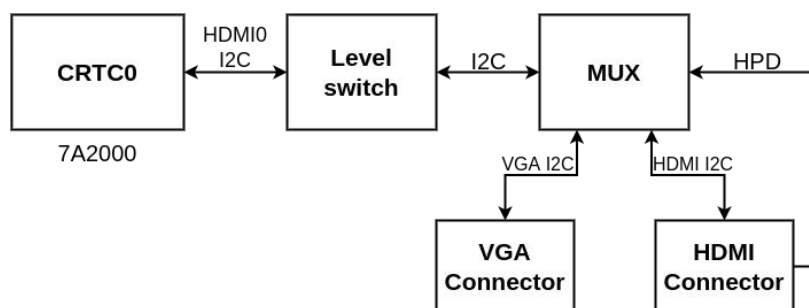 HDMI0
I2C
CRTC0
Level
switch
I2C
MUX
HPD
7A2000
VGA I2C
HDMI I2C
VGA
Connector
HDMI
Connector